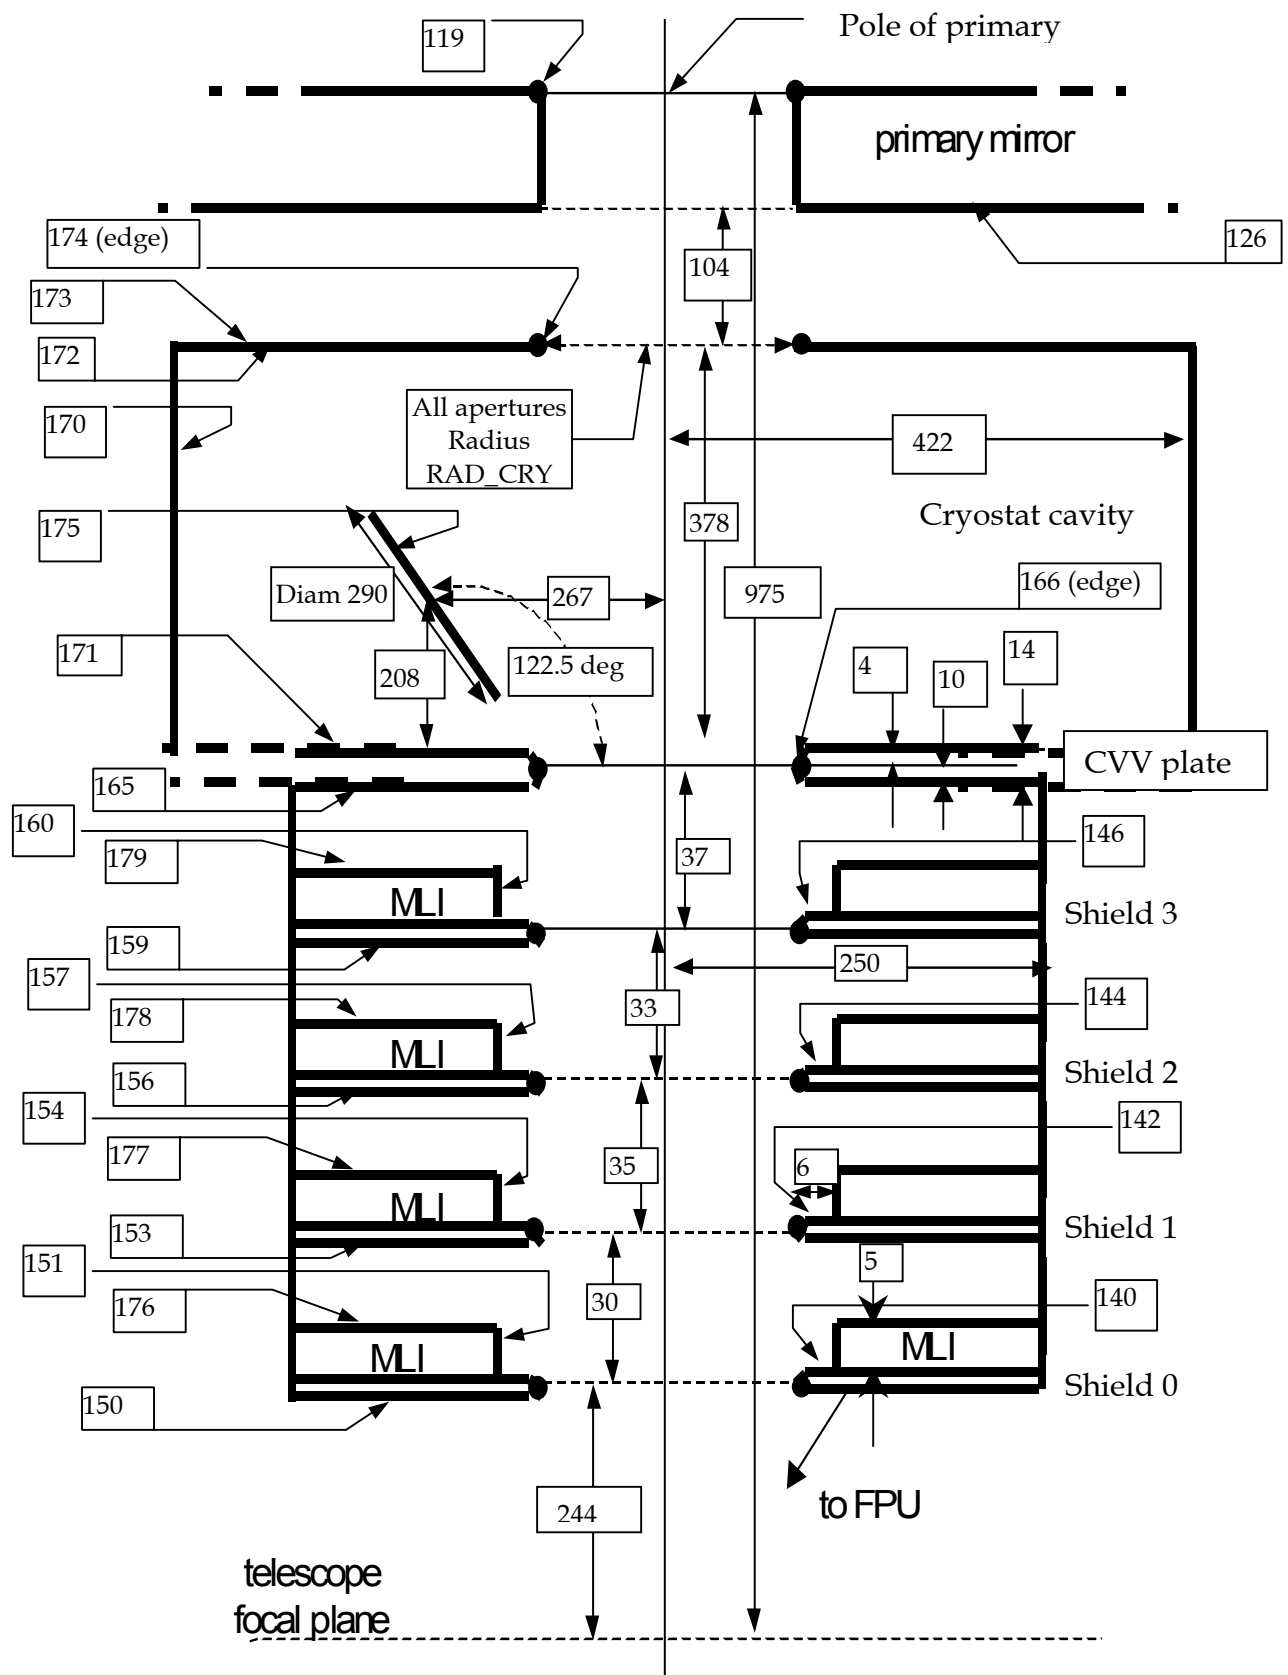 119
Pole of primary
primary mirror
174 (edge)
126
104
173
172
170
All apertures
Radius
RAD_CRY
422
175
378
Cryostat cavity
Diam 290
267
975
166 (edge)
171
208
122.5 deg
4
10
14
CVV plate
165
160
179
37
146
MLI
Shield 3
159
157
250
178
33
144
MLI
Shield 2
156
154
142
177
35
6
MLI
153
Shield 1
151
5
176
30
140
MLI
MLI
150
Shield 0
244
to FPU
telescope
focal plane